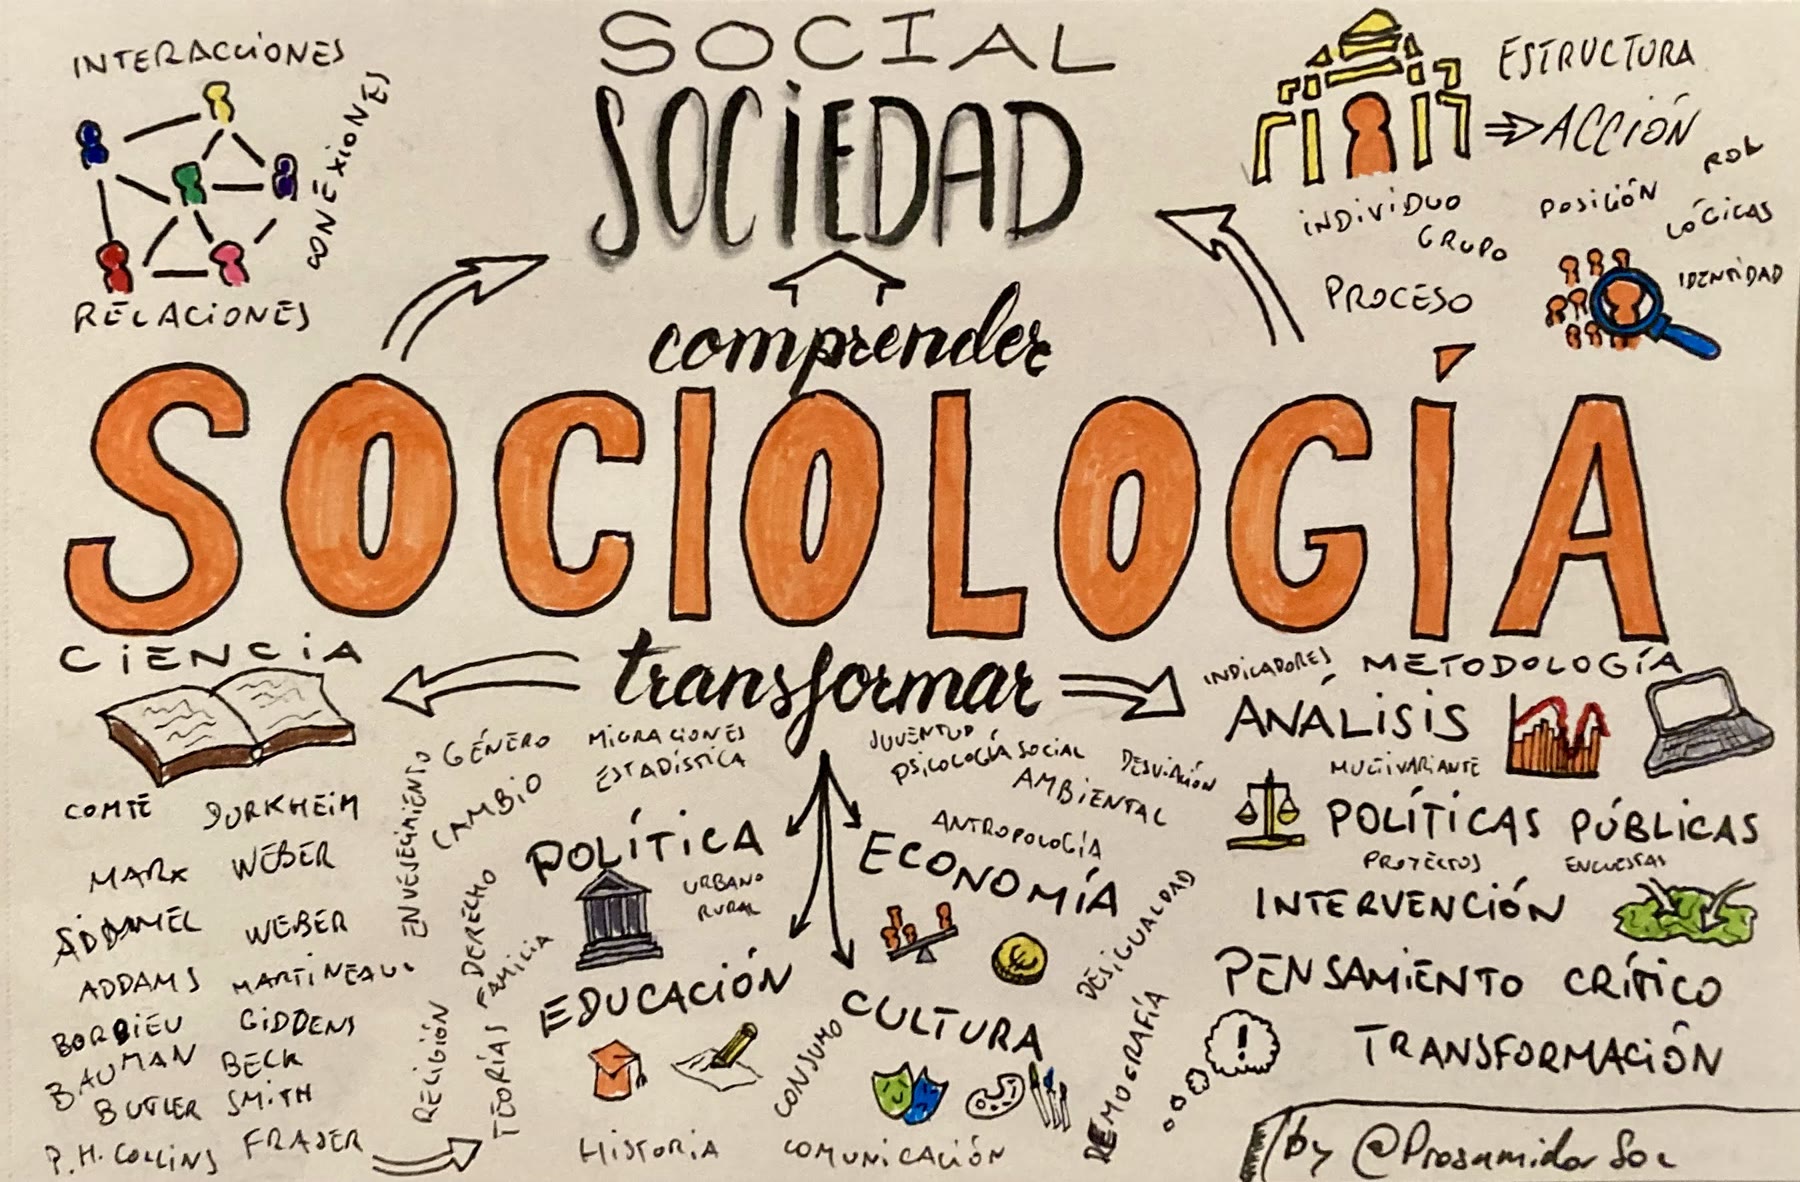 SOCIAL
SOCIEDAD
comprender
SOCIOLOGÍA
transformar
INTERACCIONES
CONEXIONES
RELACIONES
ESTRUCTURA
ACCIÓN
ROL
POSICIÓN
LÓGICAS
IDENTIDAD
INDIVIDUO
GRUPO
PROCESO
CIENCIA
COMTE DURKHEIM
MARX WEBER
WEBER
ADDAMS MARTINEAU
BORDIEU GIDDENS
BAUMAN BECK
BUTLER SMITH
P.H. COLLINS FRASER
ENVEJECIMIENTO
GÉNERO
CAMBIO
DERECHO
FAMILIA
RELIGIÓN
TEORÍAS
MIGRACIONES
ESTADÍSTICA
POLÍTICA
URBANO
RURAL
EDUCACIÓN
HISTORIA
JUVENTUD
PSICOLOGÍA SOCIAL
AMBIENTAL
DESVIACIÓN
ANTROPOLOGÍA
ECONOMÍA
€
DESIGUALDAD
CULTURA
CONSUMO
DEMOGRAFÍA
COMUNICACIÓN
INDICADORES METODOLOGÍA
ANÁLISIS
MULTIVARIANTE
POLÍTICAS PÚBLICAS
PROYECTOS ENCUESTAS
INTERVENCIÓN
PENSAMIENTO CRÍTICO
!
TRANSFORMACIÓN
by @ProsumidorSoc